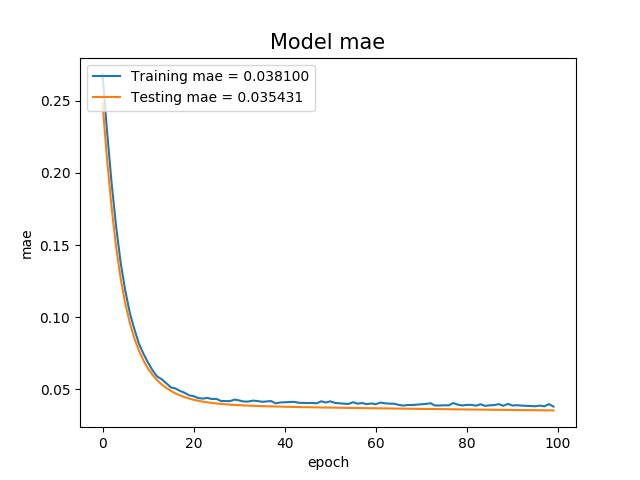 Model mae
Training mae = 0.038100
Testing mae = 0.035431
mae
0.25
0.20
0.15
0.10
0.05
0 20 40 60 80 100
epoch